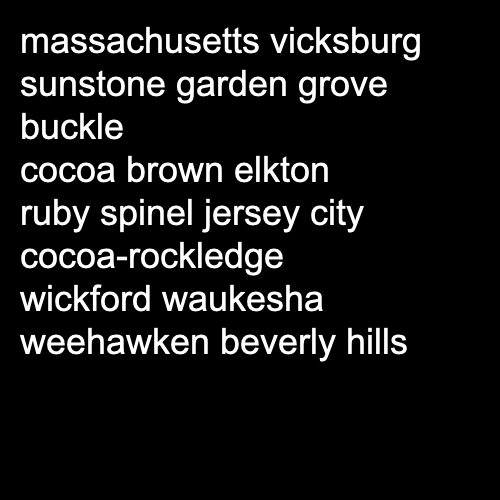 massachusetts vicksburg
sunstone garden grove
buckle
cocoa brown elkton
ruby spinel jersey city
cocoa-rockledge
wickford waukesha
weehawken beverly hills